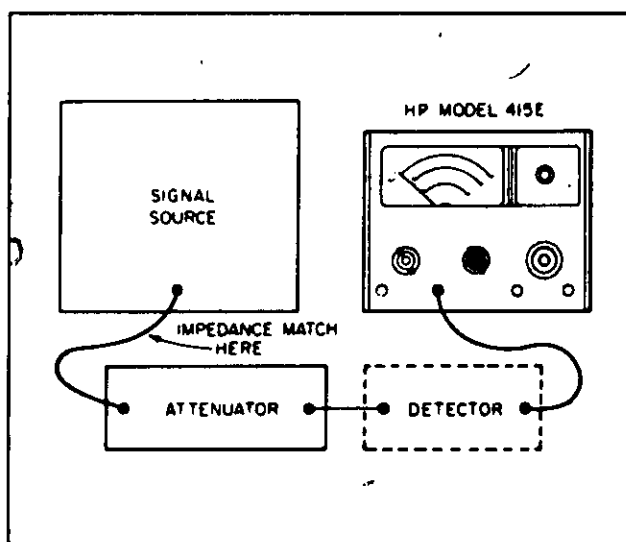 HP MODEL 415E
SIGNAL
SOURCE
IMPEDANCE MATCH
HERE
ATTENUATOR
DETECTOR